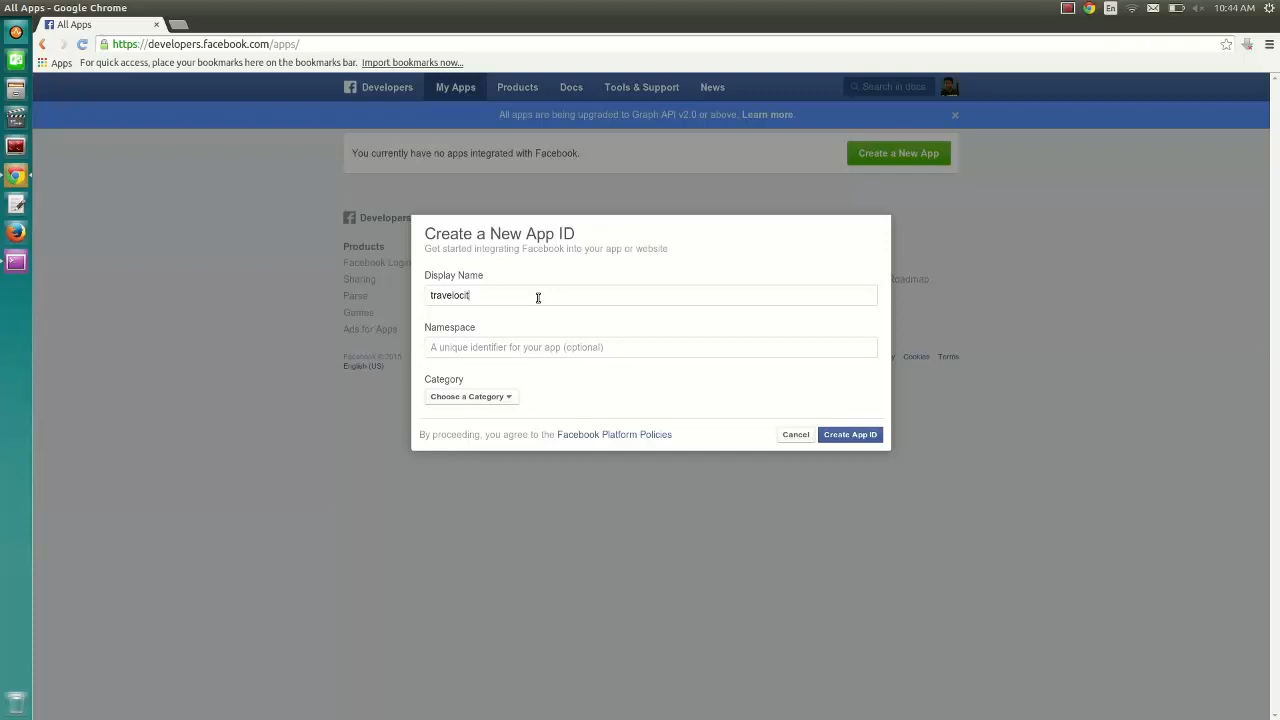 All Apps - Google Chrome
En
10:44 AM
All Apps
https://developers.facebook.com/apps/
Apps For quick access, place your bookmarks here on the bookmarks bar. Import bookmarks now...
Developers My Apps Products Docs Tools & Support News Search in docs
All apps are being upgraded to Graph API v2.0 or above. Learn more.
You currently have no apps integrated with Facebook. Create a New App
Developers
Products
Facebook Login
Sharing
Parse
Games
Ads for Apps
Facebook © 2015
English (US)
Roadmap
Cookies Terms
Create a New App ID
Get started integrating Facebook into your app or website
Display Name
travelocit
Namespace
A unique identifier for your app (optional)
Category
Choose a Category
By proceeding, you agree to the Facebook Platform Policies Cancel Create App ID